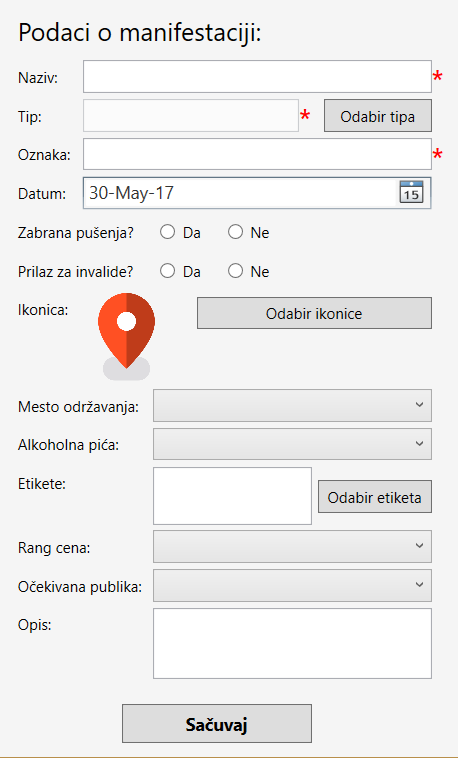 Podaci o manifestaciji:
Naziv: *
Tip: * Odabir tipa
Oznaka: *
Datum: 30-May-17 15
Zabrana pušenja? Da Ne
Prilaz za invalide? Da Ne
Ikonica: Odabir ikonice
Mesto održavanja:
Alkoholna pića:
Etikete: Odabir etiketa
Rang cena:
Očekivana publika:
Opis:
Sačuvaj